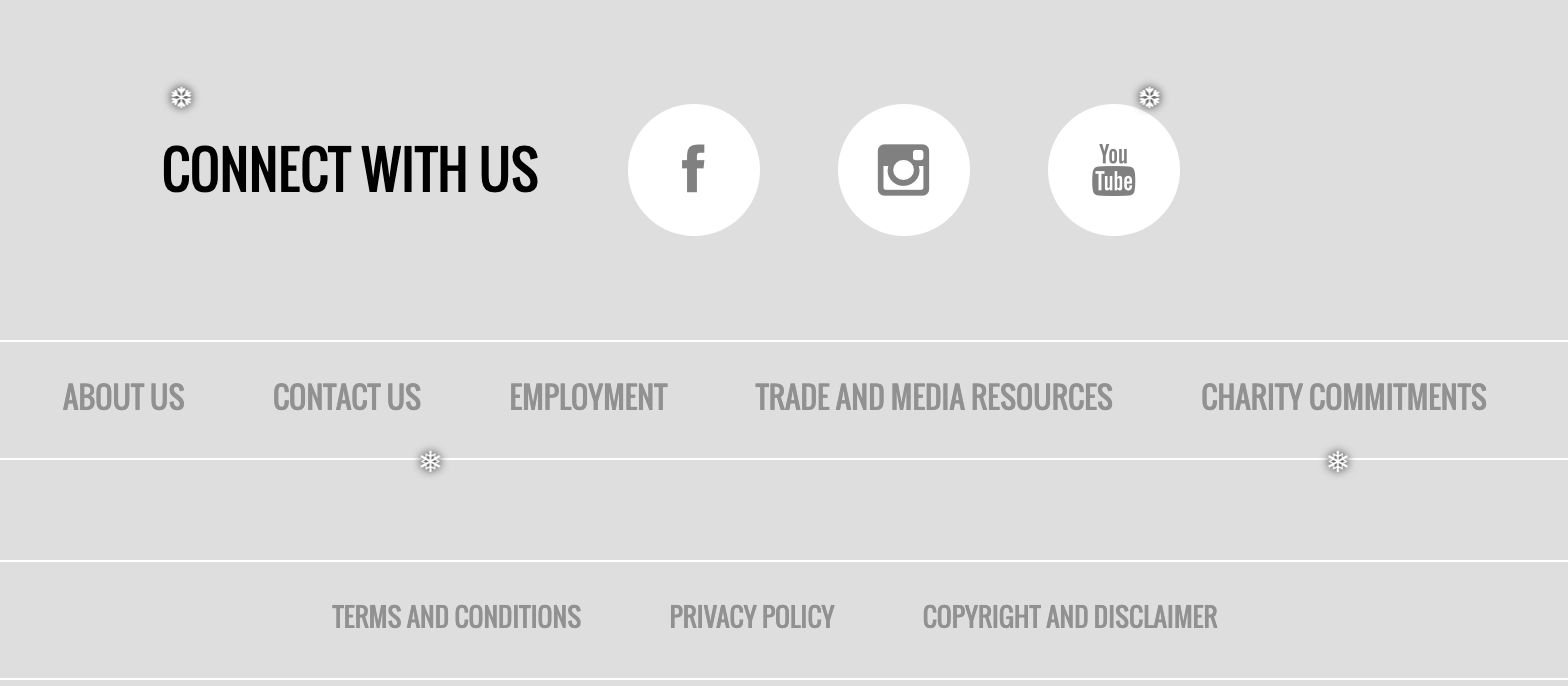 CONNECT WITH US
f
You
Tube
ABOUT US CONTACT US EMPLOYMENT TRADE AND MEDIA RESOURCES CHARITY COMMITMENTS
TERMS AND CONDITIONS PRIVACY POLICY COPYRIGHT AND DISCLAIMER